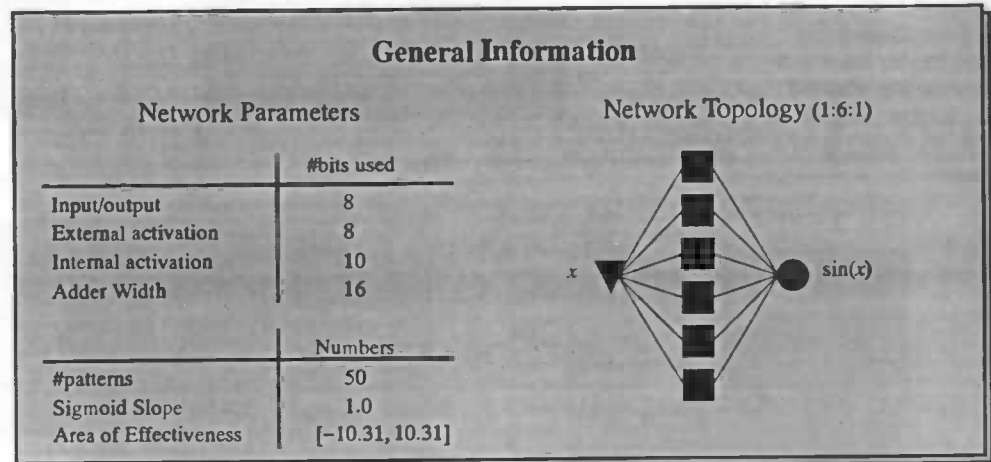 General Information
Network Parameters
#bits used
Input/output 8
External activation 8
Internal activation 10
Adder Width 16
Numbers
#patterns 50
Sigmoid Slope 1.0
Area of Effectiveness [−10.31, 10.31]
Network Topology (1:6:1)
x
sin(x)